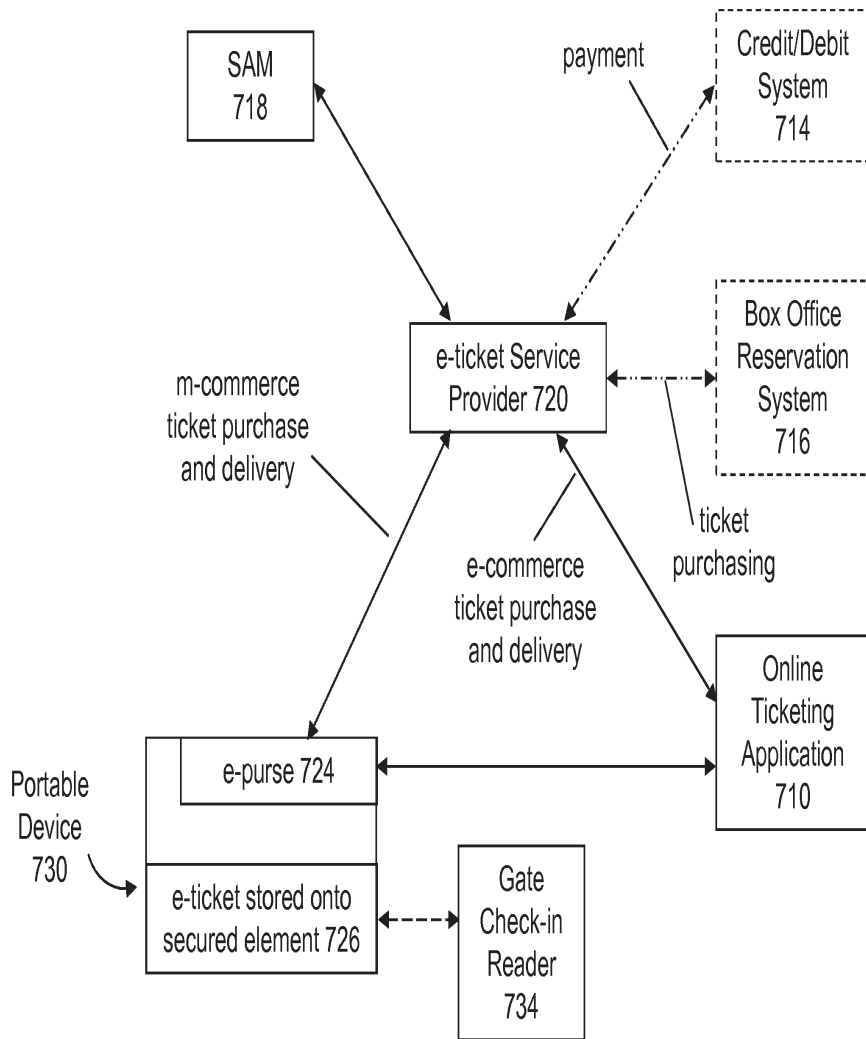 SAM
718
payment
Credit/Debit
System
714
e-ticket Service
Provider 720
Box Office
Reservation
System
716
m-commerce
ticket purchase
and delivery
e-commerce
ticket purchase
and delivery
ticket
purchasing
Online
Ticketing
Application
710
e-purse 724
Portable
Device
730
e-ticket stored onto
secured element 726
Gate
Check-in
Reader
734